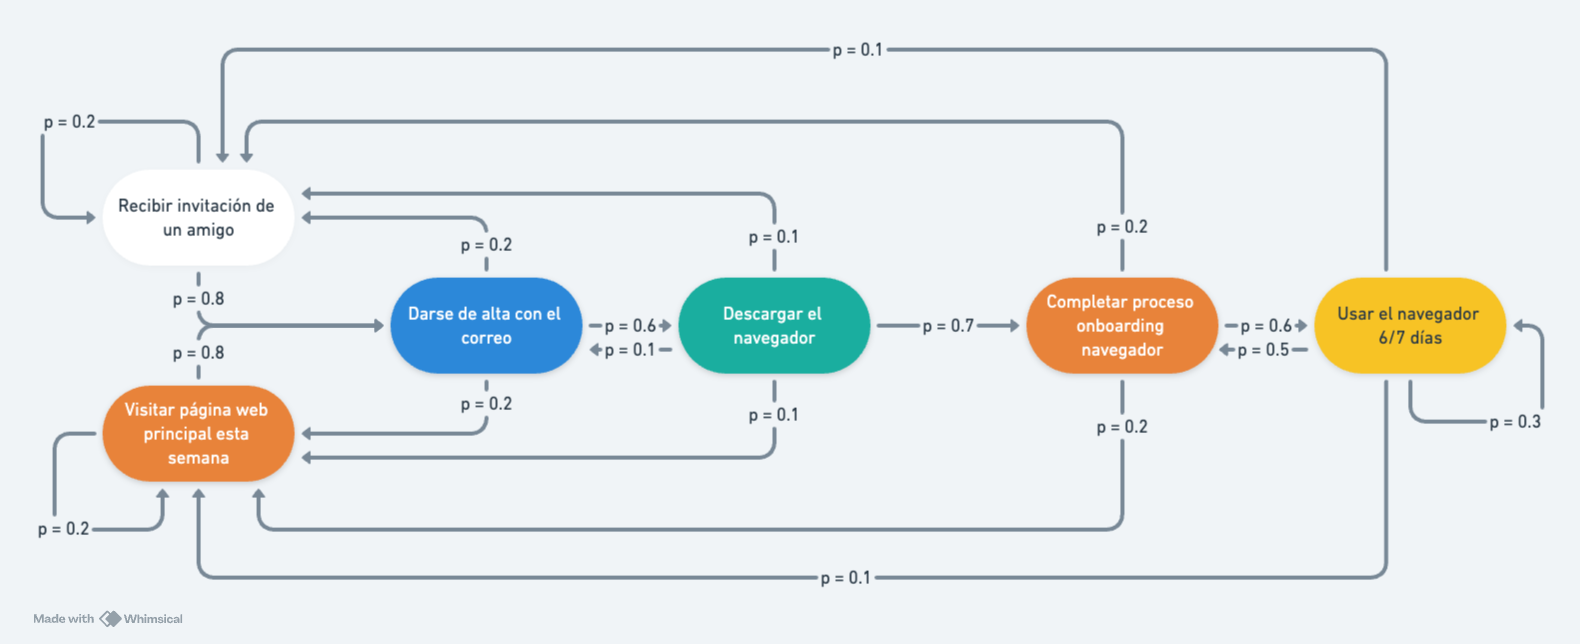 p = 0.1
p = 0.2
Recibir invitación de
un amigo
p = 0.2
p = 0.1
p = 0.2
p = 0.8
Darse de alta con el
correo
p = 0.6
p = 0.1
Descargar el
navegador
p = 0.7
Completar proceso
onboarding
navegador
p = 0.6
p = 0.5
Usar el navegador
6/7 días
p = 0.8
Visitar página web
principal esta
semana
p = 0.2
p = 0.1
p = 0.2
p = 0.3
p = 0.2
p = 0.1
Made with Whimsical